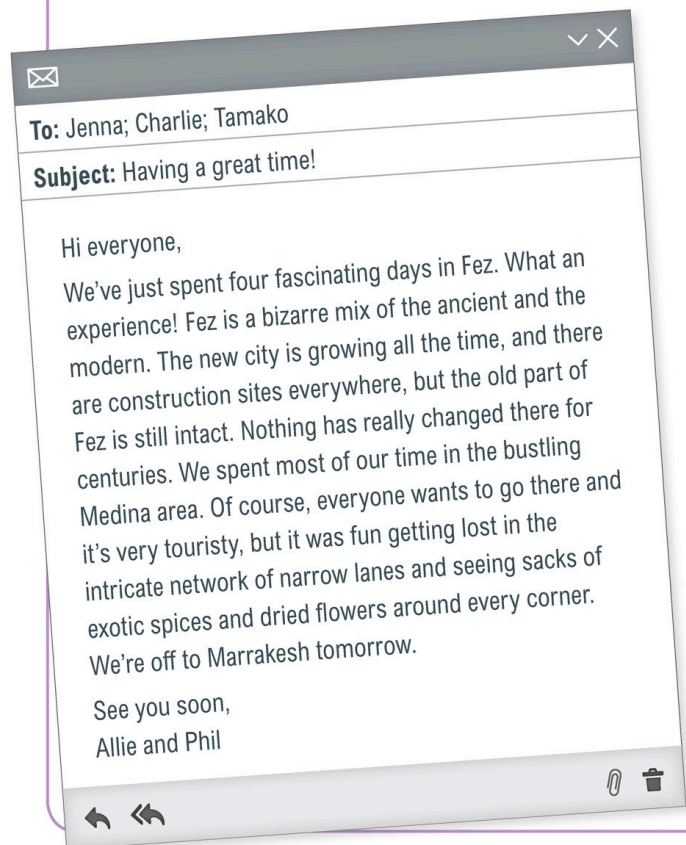 To: Jenna; Charlie; Tamako
Subject: Having a great time!
Hi everyone,
We’ve just spent four fascinating days in Fez. What an
experience! Fez is a bizarre mix of the ancient and the
modern. The new city is growing all the time, and there
are construction sites everywhere, but the old part of
Fez is still intact. Nothing has really changed there for
centuries. We spent most of our time in the bustling
Medina area. Of course, everyone wants to go there and
it’s very touristy, but it was fun getting lost in the
intricate network of narrow lanes and seeing sacks of
exotic spices and dried flowers around every corner.
We’re off to Marrakesh tomorrow.
See you soon,
Allie and Phil